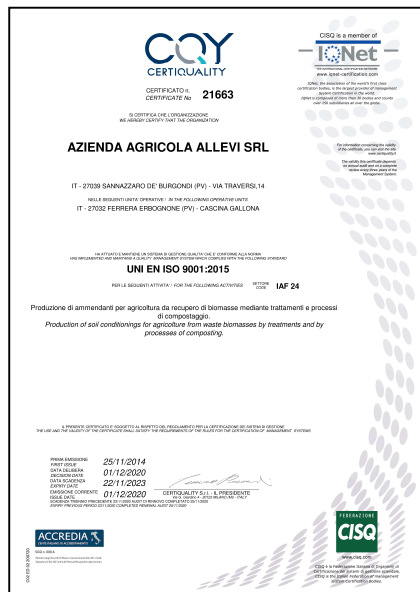 CQY
CERTIQUALITY
CISQ is a member of
IQNet
THE INTERNATIONAL CERTIFICATION NETWORK
www.iqnet-certification.com
IQNet, the association of the world's first class
certification bodies, is the largest provider of management
System Certification in the world.
IQNet is composed of more than 30 bodies and counts
over 150 subsidiaries all over the globe.
CERTIFICATO n.
CERTIFICATE No 21663
SI CERTIFICA CHE L'ORGANIZZAZIONE
WE HEREBY CERTIFY THAT THE ORGANIZATION
AZIENDA AGRICOLA ALLEVI SRL
For information concerning the validity
of the certificate, you can visit the site
www.certiquality.it
The validity this certificate depends
on annual audit and on a complete
review every three years of the
Management System.
IT - 27039 SANNAZZARO DE' BURGONDI (PV) - VIA TRAVERSI,14
NELLE SEGUENTI UNITA' OPERATIVE / IN THE FOLLOWING OPERATIVE UNITS
IT - 27032 FERRERA ERBOGNONE (PV) - CASCINA GALLONA
HA ATTUATO E MANTIENE UN SISTEMA DI GESTIONE QUALITA' CHE E' CONFORME ALLA NORMA
HAS IMPLEMENTED AND MAINTAINS A QUALITY MANAGEMENT SYSTEM WHICH COMPLIES WITH THE FOLLOWING STANDARD
UNI EN ISO 9001:2015
PER LE SEGUENTI ATTIVITA' / FOR THE FOLLOWING ACTIVITIES SETTORE CODE IAF 24
Produzione di ammendanti per agricoltura da recupero di biomasse mediante trattamenti e processi
di compostaggio.
Production of soil conditionings for agriculture from waste biomasses by treatments and by
processes of composting.
IL PRESENTE CERTIFICATO E' SOGGETTO AL RISPETTO DEL REGOLAMENTO PER LA CERTIFICAZIONE DEI SISTEMI DI GESTIONE
THE USE AND THE VALIDITY OF THE CERTIFICATE SHALL SATISFY THE REQUIREMENTS OF THE RULES FOR THE CERTIFICATION OF MANAGEMENT SYSTEMS
PRIMA EMISSIONE
FIRST ISSUE 25/11/2014
DATA DELIBERA
DECISION DATE 01/12/2020
DATA SCADENZA
EXPIRY DATE 22/11/2023
EMISSIONE CORRENTE
ISSUE DATE 01/12/2020
CERTIQUALITY S.r.l. - IL PRESIDENTE
Via G. Giardino 4 - 20123 MILANO (MI) - ITALY
ACCREDIA
L'ENTE ITALIANO DI ACCREDITAMENTO
FEDERAZIONE
CISQ
www.cisq.com
CISQ è la Federazione Italiana di Organismi di
Certificazione dei sistemi di gestione aziendale.
CISQ is the Italian Federation of Management
System Certification Bodies.